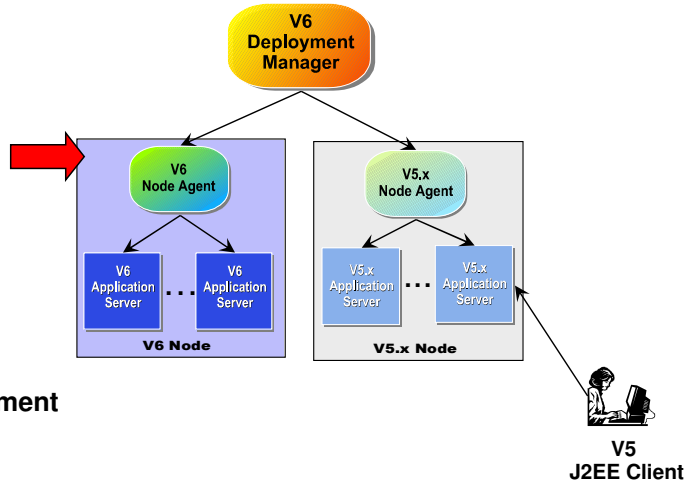 V6
Deployment
Manager
V6
Node Agent
V5.x
Node Agent
V6
Application
Server
...
V6
Application
Server
V5.x
Application
Server
...
V5.x
Application
Server
V6 Node
V5.x Node
ment
V5
J2EE Client